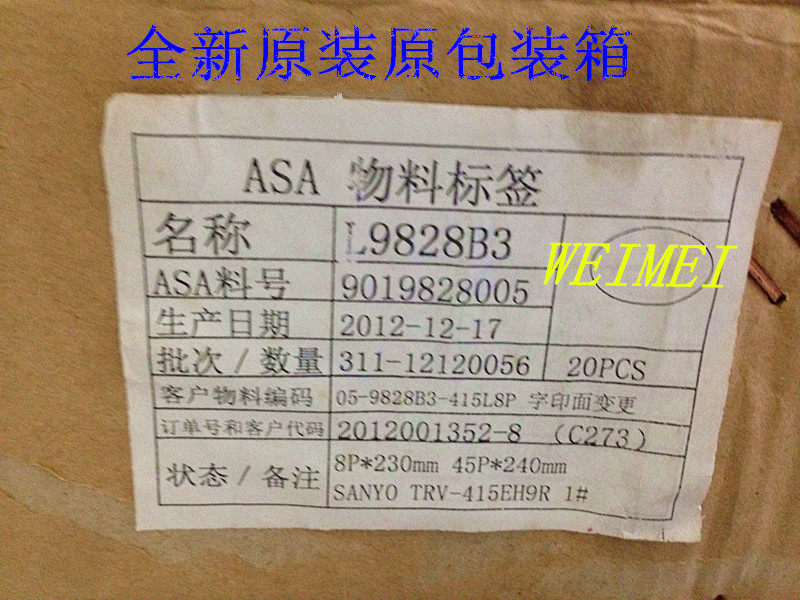 全新原装原包装箱
ASA 物料标签
名称 L9828B3
WEIMEI
ASA料号 9019828005
生产日期 2012-12-17
批次/数量 311-12120056 20PCS
客户物料编码 05-9828B3-415L8P 字印面变更
订单号和客户代码 2012001352-8 (C273)
状态/备注 8P*230mm 45P*240mm
SANYO TRV-415EH9R 1#